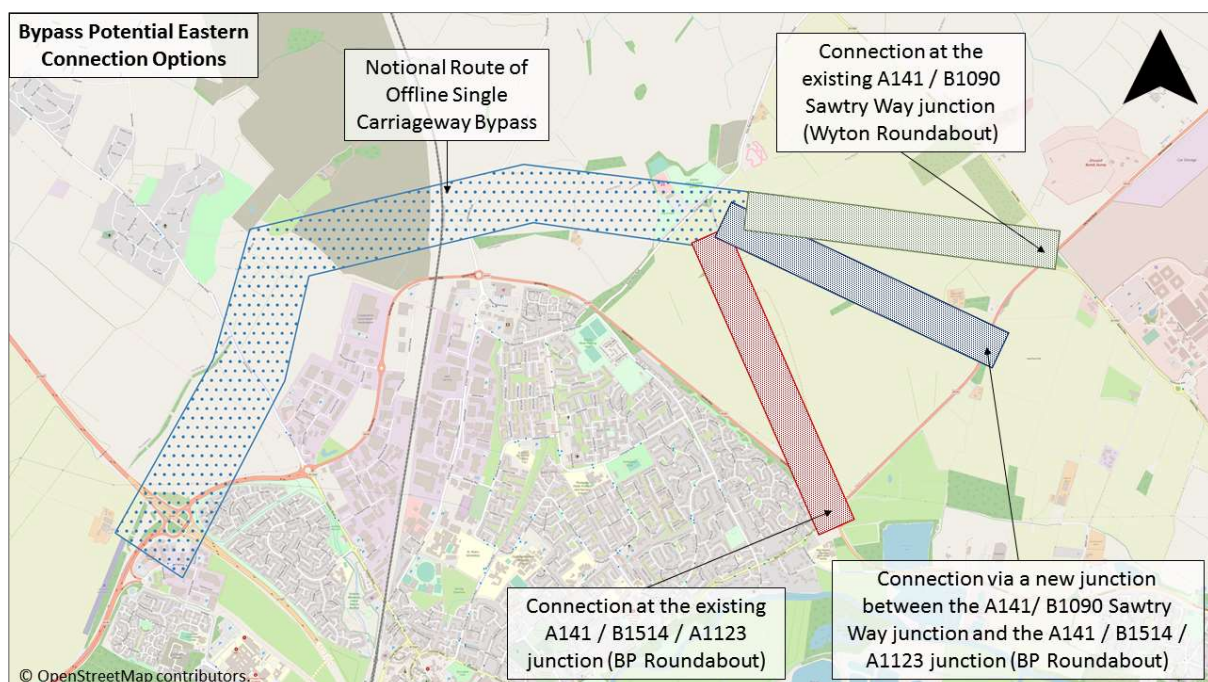 Bypass Potential Eastern
Connection Options
Notional Route of
Offline Single
Carriageway Bypass
Connection at the
existing A141 / B1090
Sawtry Way junction
(Wyton Roundabout)
Connection at the existing
A141 / B1514 / A1123
junction (BP Roundabout)
Connection via a new junction
between the A141/ B1090 Sawtry
Way junction and the A141 / B1514 /
A1123 junction (BP Roundabout)
© OpenStreetMap contributors.